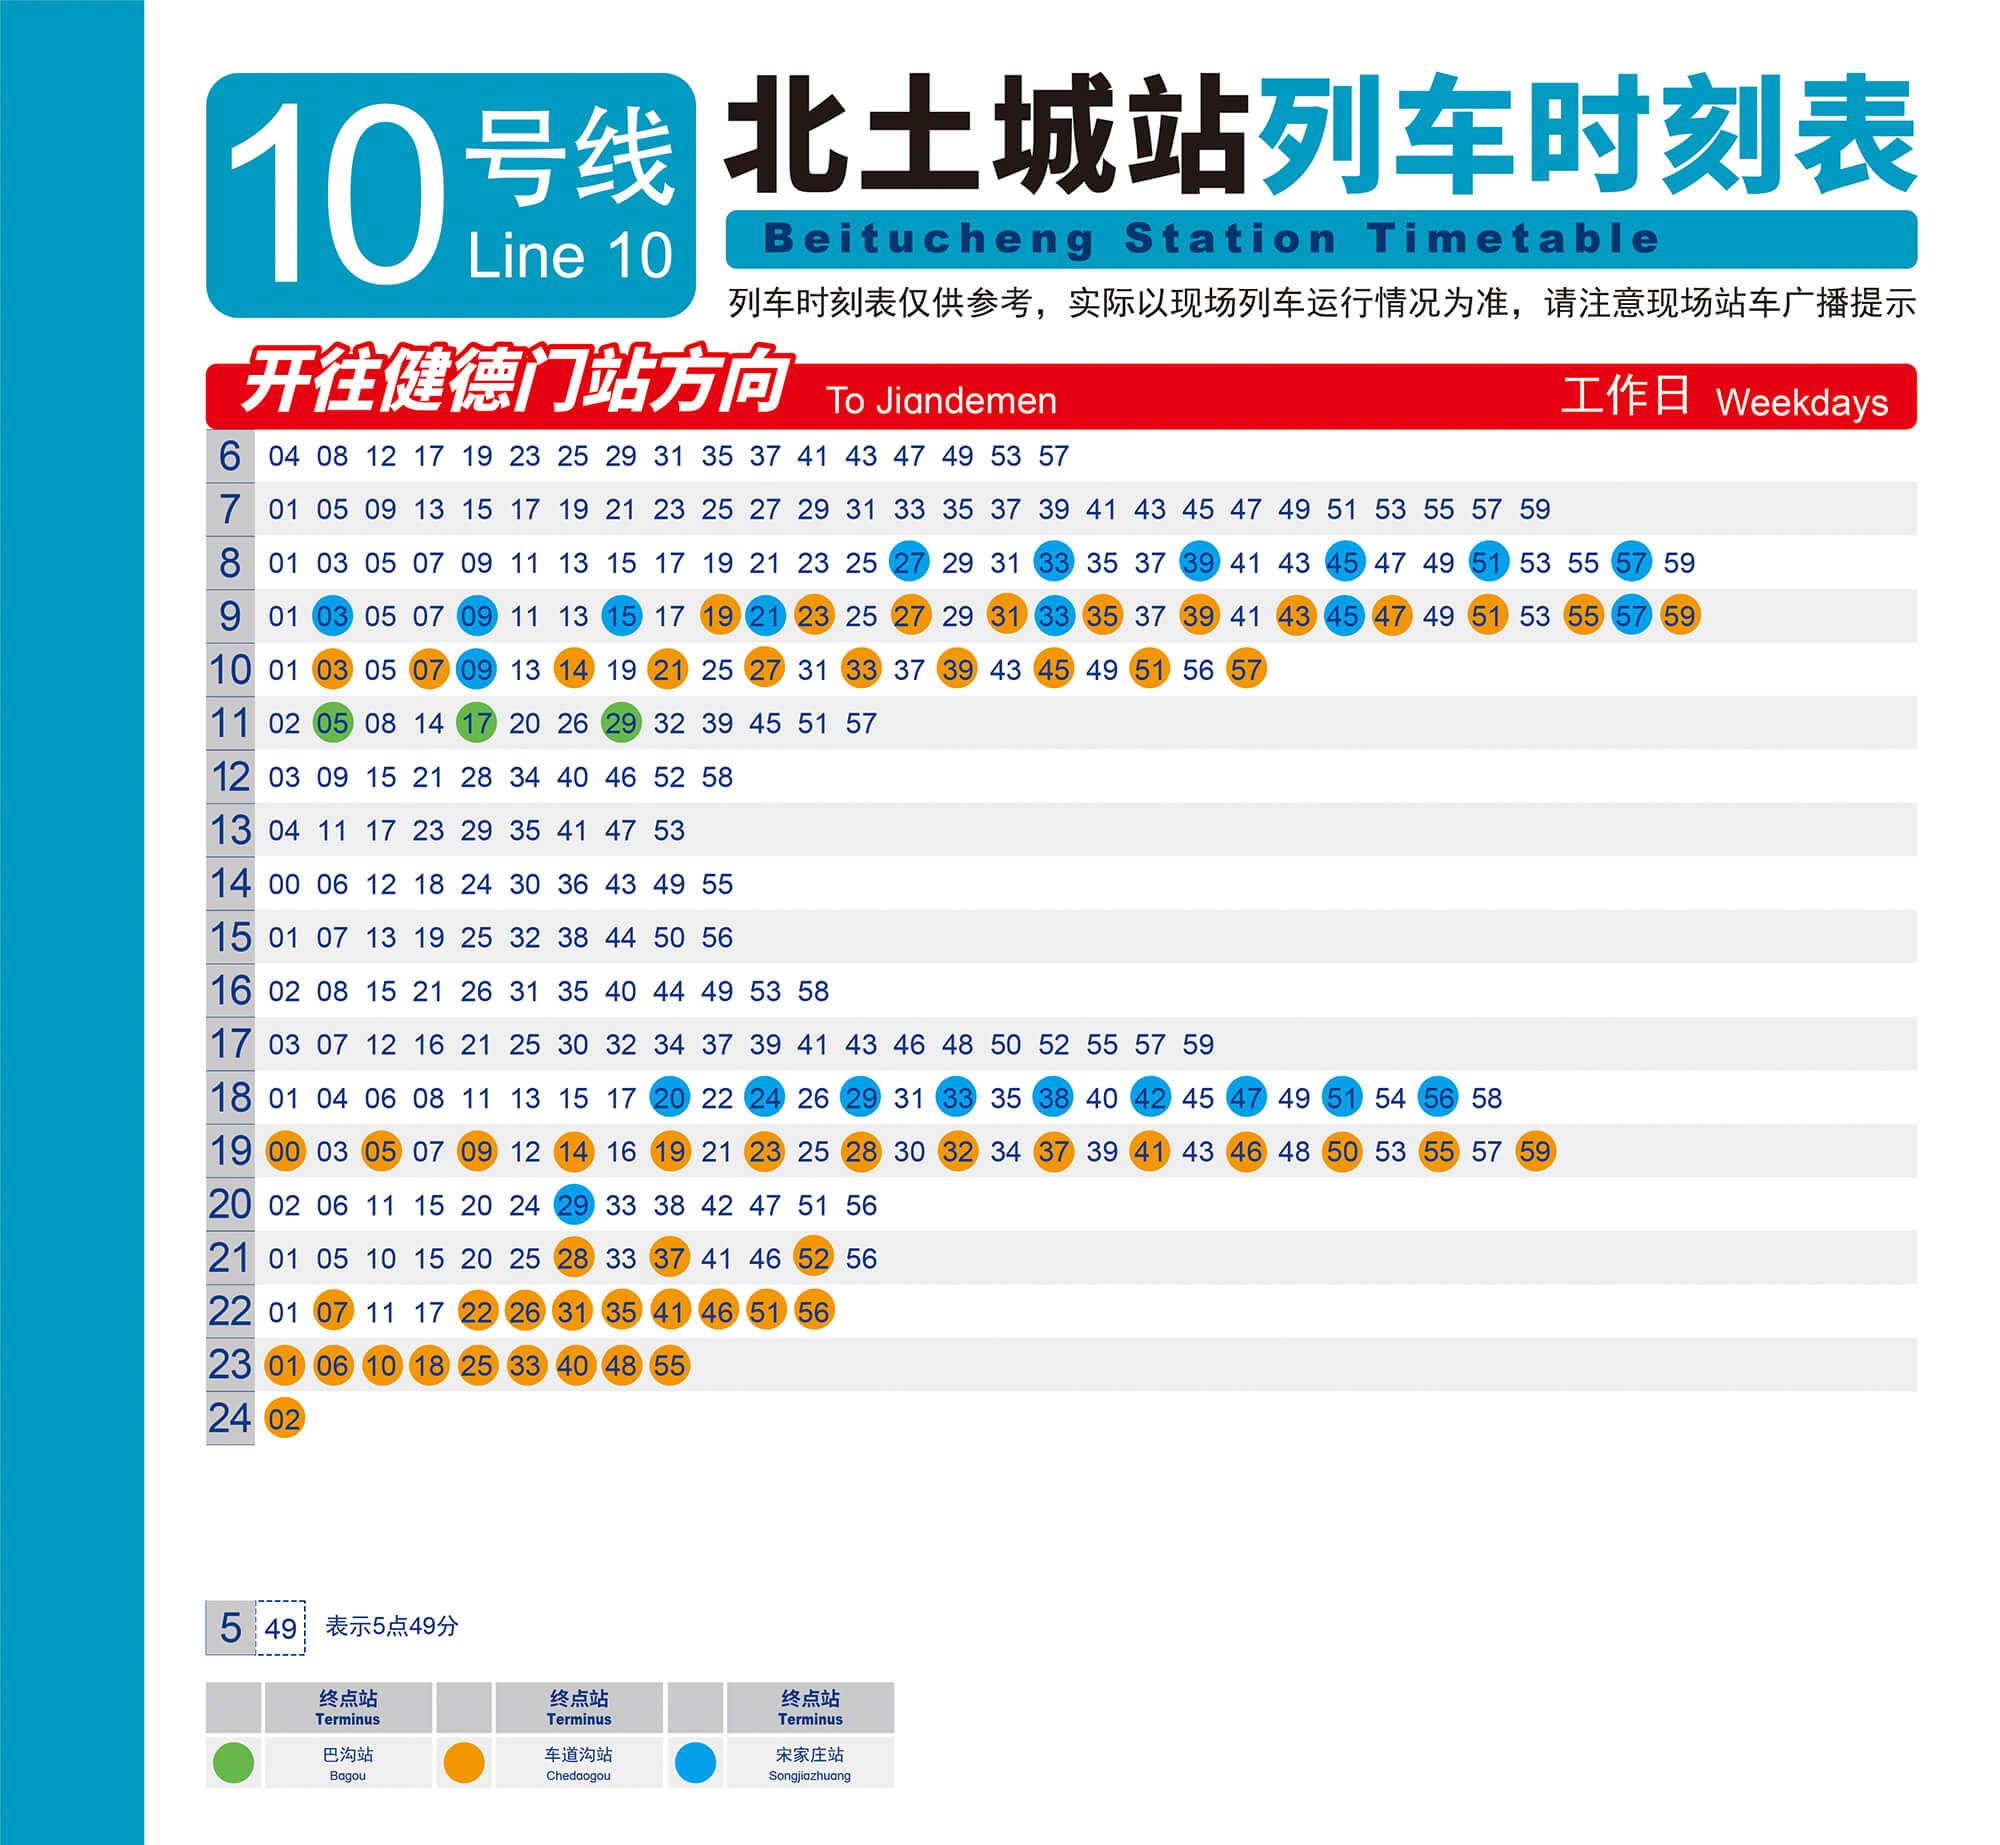 10号线
Line 10
北土城站列车时刻表
Beitucheng Station Timetable
列车时刻表仅供参考，实际以现场列车运行情况为准，请注意现场站车广播提示
开往健德门站方向 To Jiandemen 工作日 Weekdays
6 04 08 12 17 19 23 25 29 31 35 37 41 43 47 49 53 57
7 01 05 09 13 15 17 19 21 23 25 27 29 31 33 35 37 39 41 43 45 47 49 51 53 55 57 59
8 01 03 05 07 09 11 13 15 17 19 21 23 25 27 29 31 33 35 37 39 41 43 45 47 49 51 53 55 57 59
9 01 03 05 07 09 11 13 15 17 19 21 23 25 27 29 31 33 35 37 39 41 43 45 47 49 51 53 55 57 59
10 01 03 05 07 09 13 14 19 21 25 27 31 33 37 39 43 45 49 51 56 57
11 02 05 08 14 17 20 26 29 32 39 45 51 57
12 03 09 15 21 28 34 40 46 52 58
13 04 11 17 23 29 35 41 47 53
14 00 06 12 18 24 30 36 43 49 55
15 01 07 13 19 25 32 38 44 50 56
16 02 08 15 21 26 31 35 40 44 49 53 58
17 03 07 12 16 21 25 30 32 34 37 39 41 43 46 48 50 52 55 57 59
18 01 04 06 08 11 13 15 17 20 22 24 26 29 31 33 35 38 40 42 45 47 49 51 54 56 58
19 00 03 05 07 09 12 14 16 19 21 23 25 28 30 32 34 37 39 41 43 46 48 50 53 55 57 59
20 02 06 11 15 20 24 29 33 38 42 47 51 56
21 01 05 10 15 20 25 28 33 37 41 46 52 56
22 01 07 11 17 22 26 31 35 41 46 51 56
23 01 06 10 18 25 33 40 48 55
24 02
5 49 表示5点49分
终点站 终点站 终点站
Terminus Terminus Terminus
巴沟站 车道沟站 宋家庄站
Bagou Chedaogou Songjiazhuang